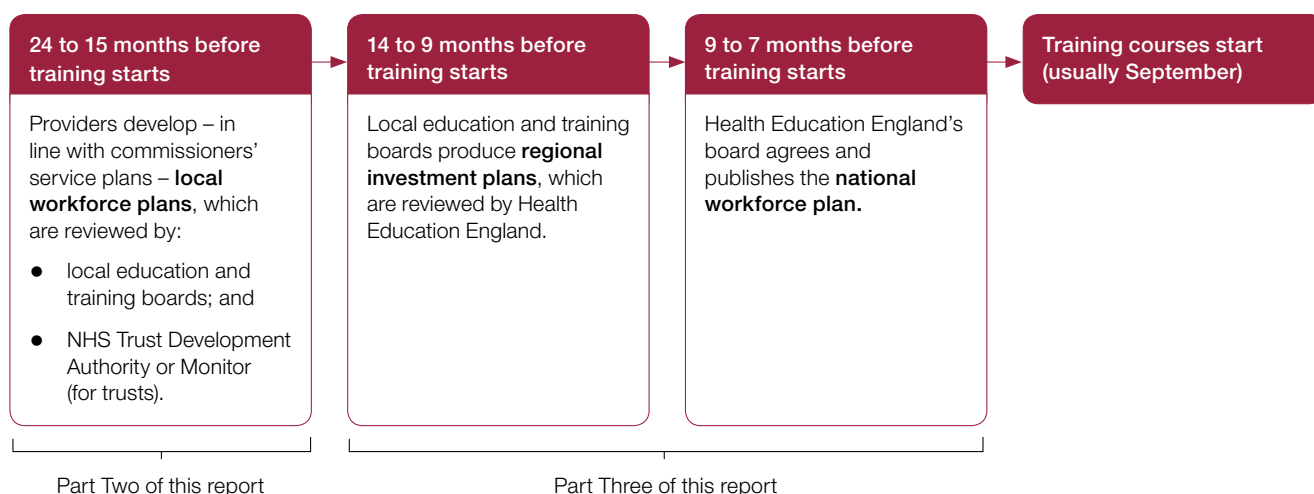 24 to 15 months before
training starts
Providers develop – in
line with commissioners’
service plans – local
workforce plans, which
are reviewed by:
● local education and
training boards; and
● NHS Trust Development
Authority or Monitor
(for trusts).
14 to 9 months before
training starts
Local education and training
boards produce regional
investment plans, which
are reviewed by Health
Education England.
9 to 7 months before
training starts
Health Education England’s
board agrees and
publishes the national
workforce plan.
Training courses start
(usually September)
Part Two of this report
Part Three of this report